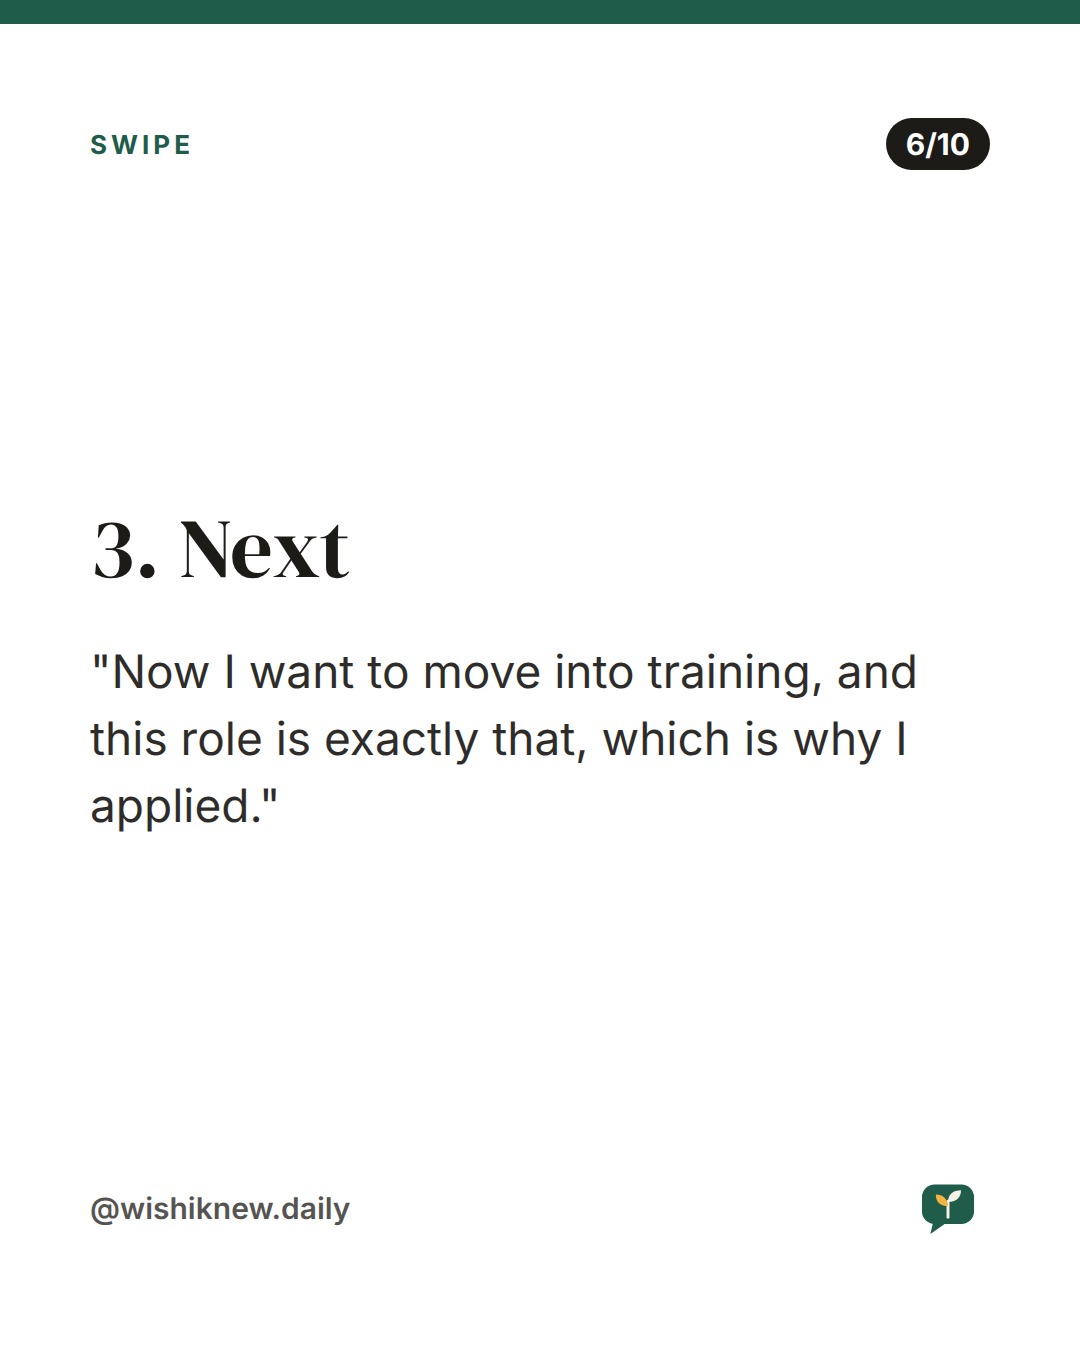 SWIPE
6/10
3. Next
"Now I want to move into training, and
this role is exactly that, which is why I
applied."
@wishiknew.daily